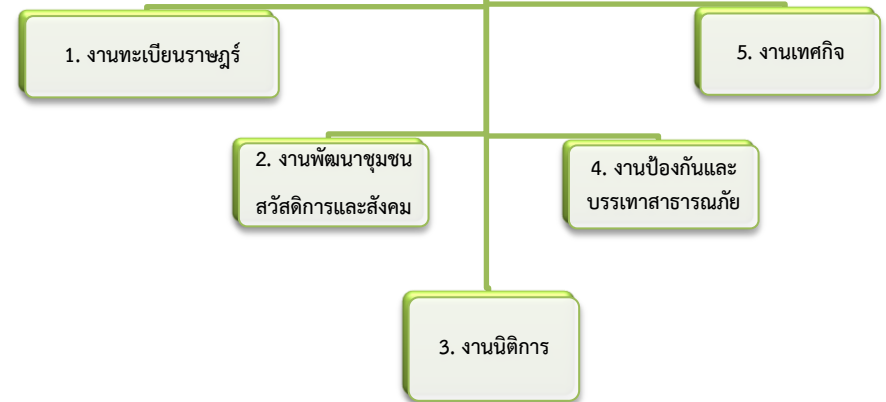 1. งานทะเบียนราษฎร์
5. งานเทศกิจ
2. งานพัฒนาชุมชน
สวัสดิการและสังคม
4. งานป้องกันและ
บรรเทาสาธารณภัย
3. งานนิติการ